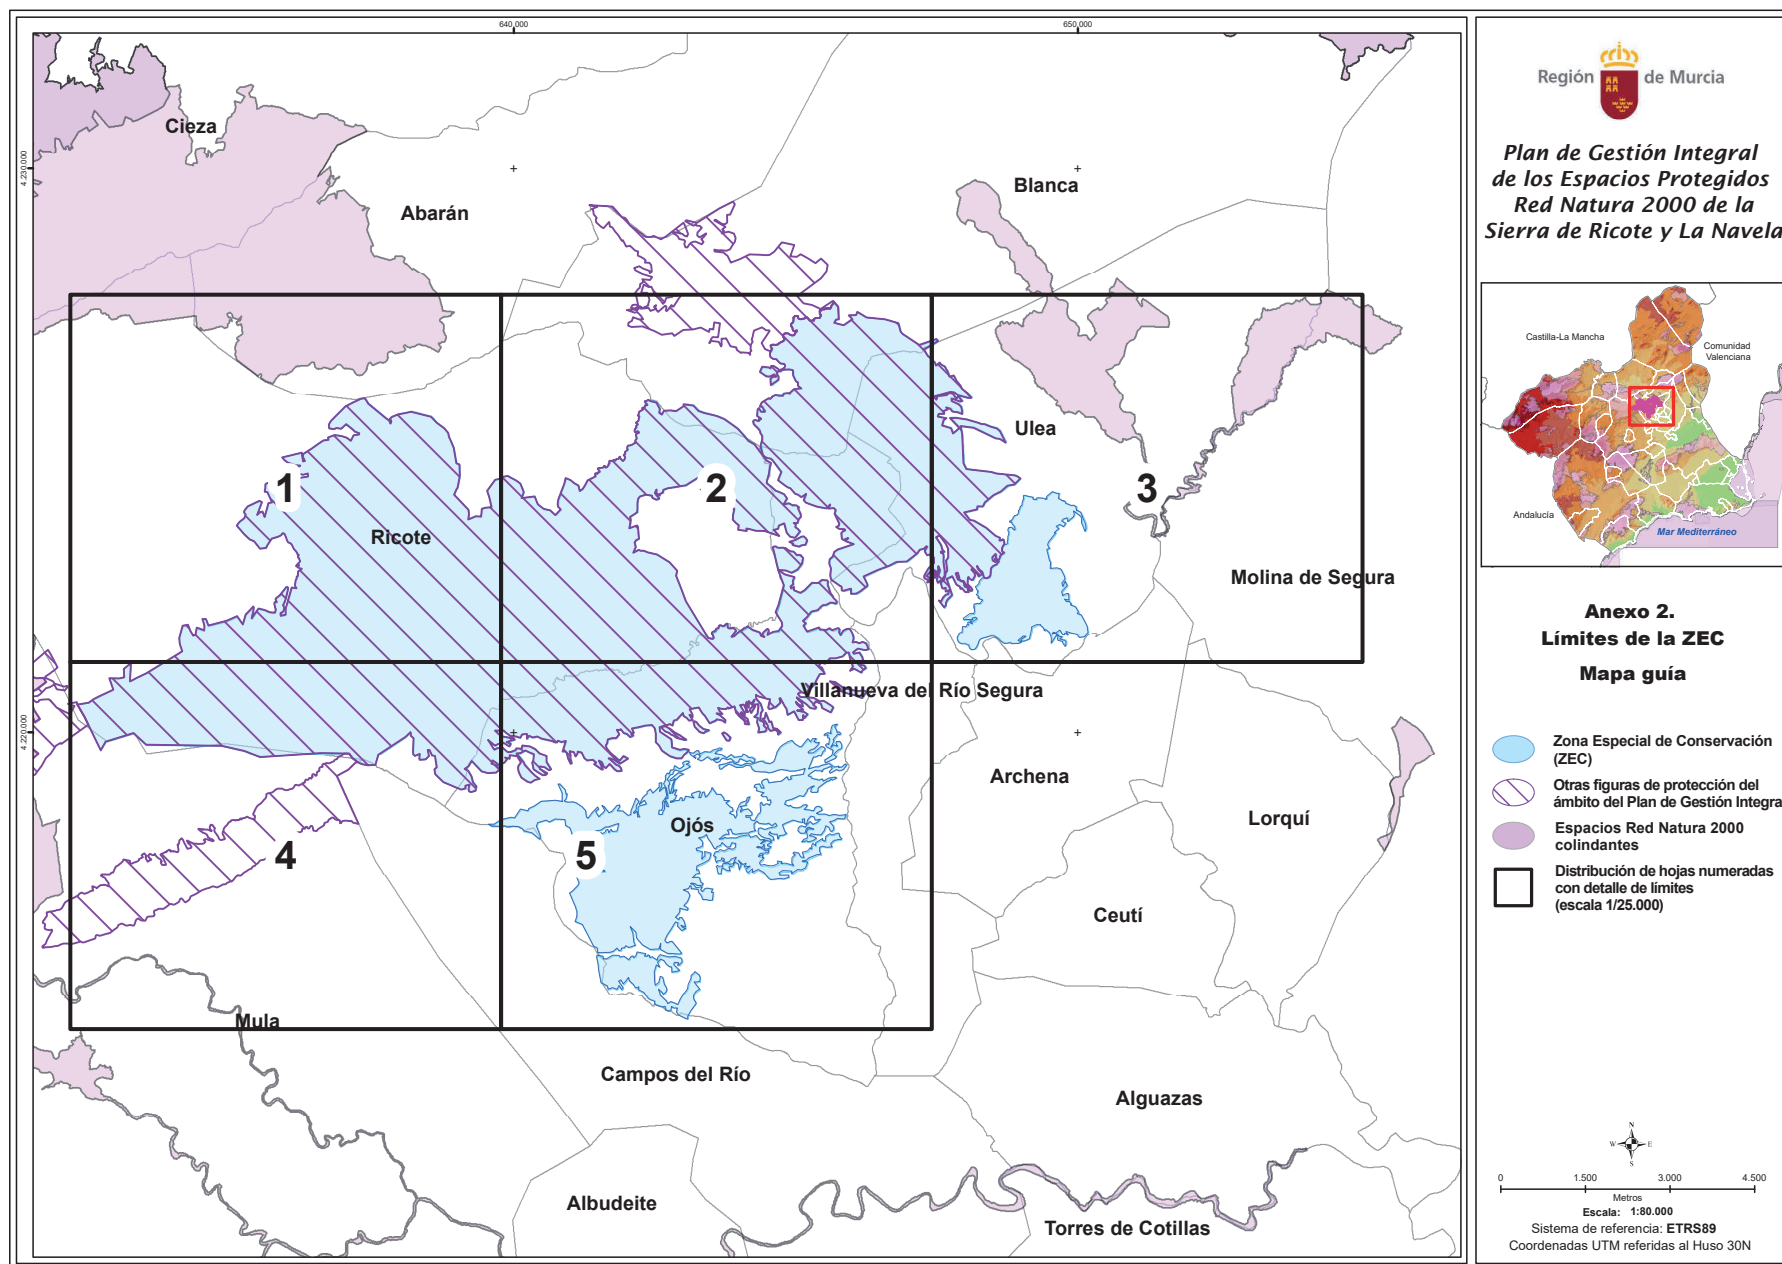 640,000
650,000
4.230,000
4.220,000
Cieza
Abarán
Blanca
Ulea
1
2
3
Ricote
Molina de Segura
Villanueva del Río Segura
Archena
Lorquí
Ojós
4
5
Ceutí
Mula
Campos del Río
Alguazas
Albudeite
Torres de Cotillas
Región de Murcia
Plan de Gestión Integral
de los Espacios Protegidos
Red Natura 2000 de la
Sierra de Ricote y La Navela
Castilla-La Mancha
Comunidad
Valenciana
Andalucía
Mar Mediterráneo
Anexo 2.
Límites de la ZEC
Mapa guía
Zona Especial de Conservación
(ZEC)
Otras figuras de protección del
ámbito del Plan de Gestión Integra
Espacios Red Natura 2000
colindantes
Distribución de hojas numeradas
con detalle de límites
(escala 1/25.000)
N
W E
S
0 1.500 3.000 4.500
Metros
Escala: 1:80.000
Sistema de referencia: ETRS89
Coordenadas UTM referidas al Huso 30N